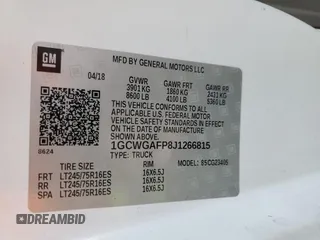 GM
MFD BY GENERAL MOTORS LLC
04/18
GVWR GAWR FRT GAWR RR
3901 KG 1860 KG 2431 KG
8600 LB 4100 LB 5360 LB
THIS VEHICLE CONFORMS TO ALL
APPLICABLE U.S. FEDERAL MOTOR
VEHICLE SAFETY STANDARDS IN
EFFECT ON THE DATE OF
MANUFACTURE SHOWN ABOVE.
1GCWGAFP8J1266815
TYPE: TRUCK MODEL:
8624
TIRE SIZE RIM
FRT LT245/75R16ES 16X6.5J
RR LT245/75R16ES 16X6.5J
SPA LT245/75R16ES 16X6.5J
DREAMBID